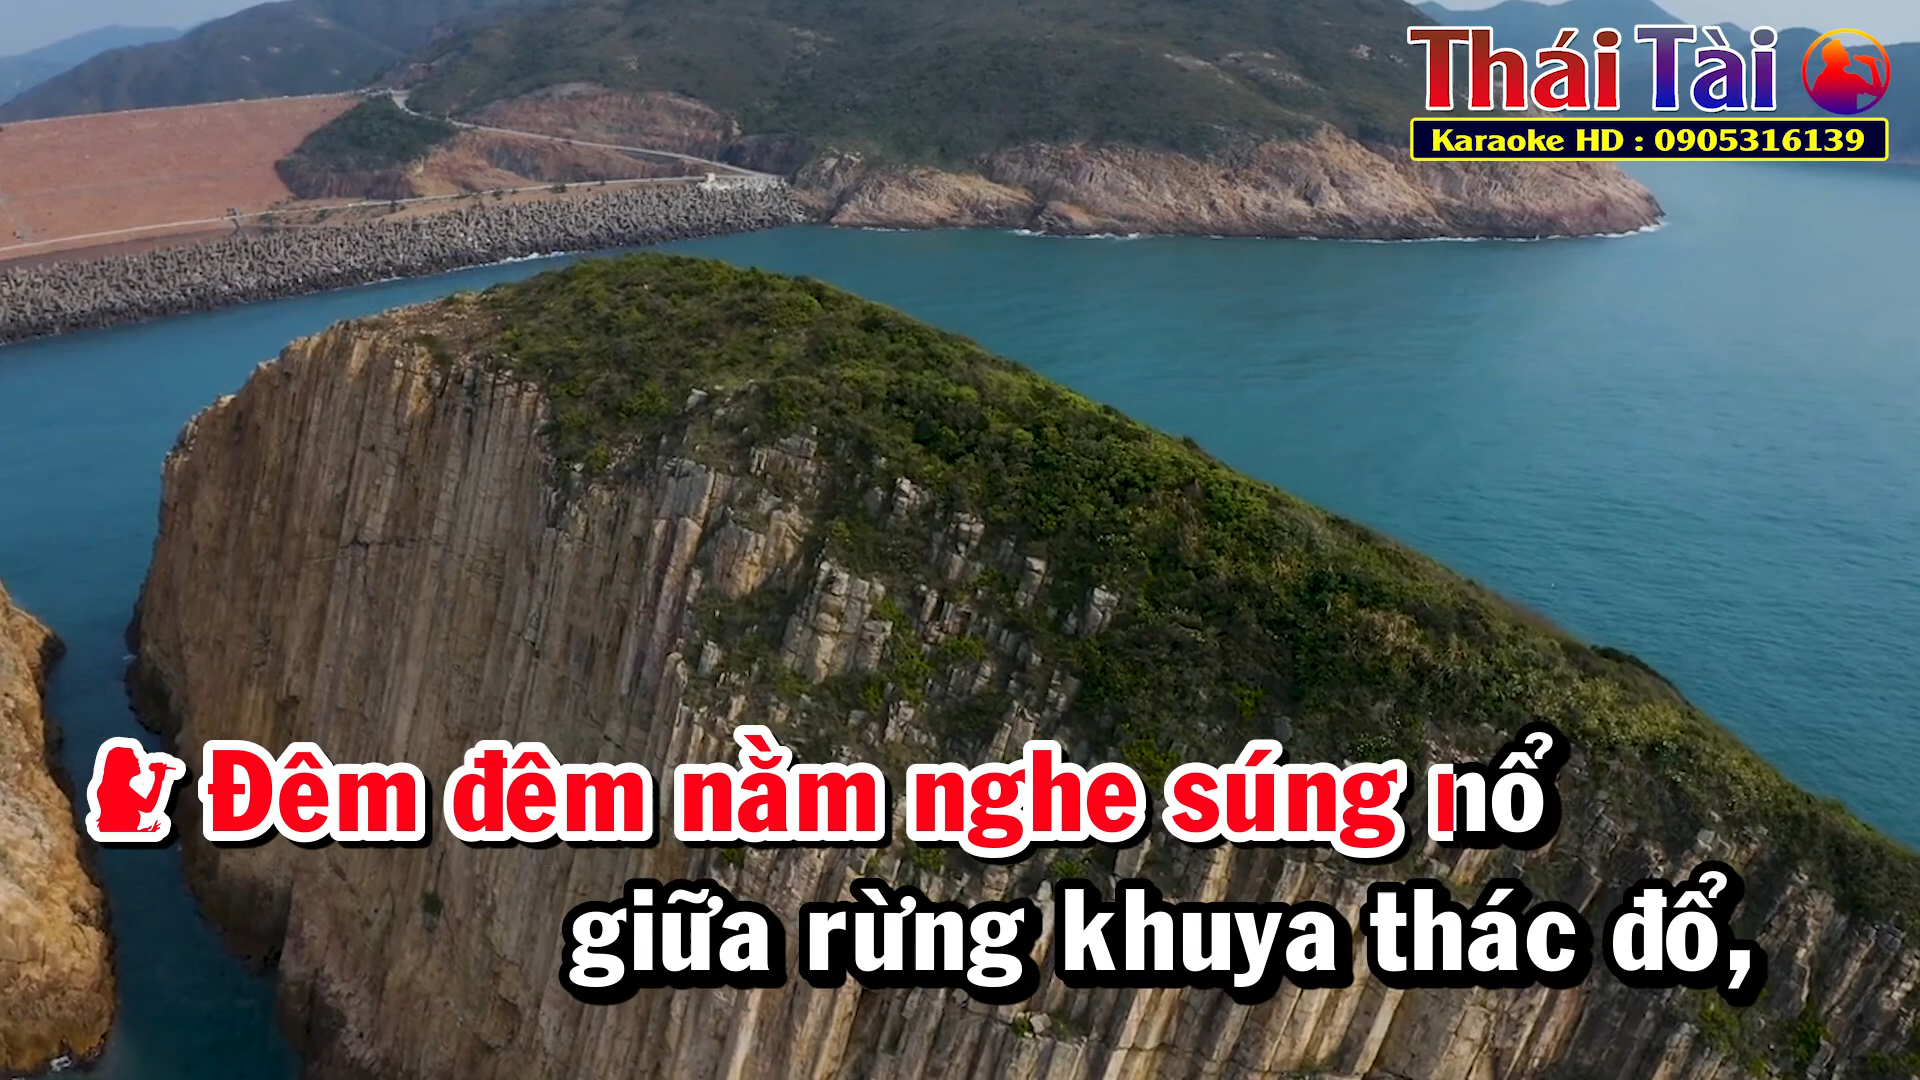 Thái Tài
Karaoke HD : 0905316139
Đêm đêm nằm nghe súng nổ
giữa rừng khuya thác đổ,